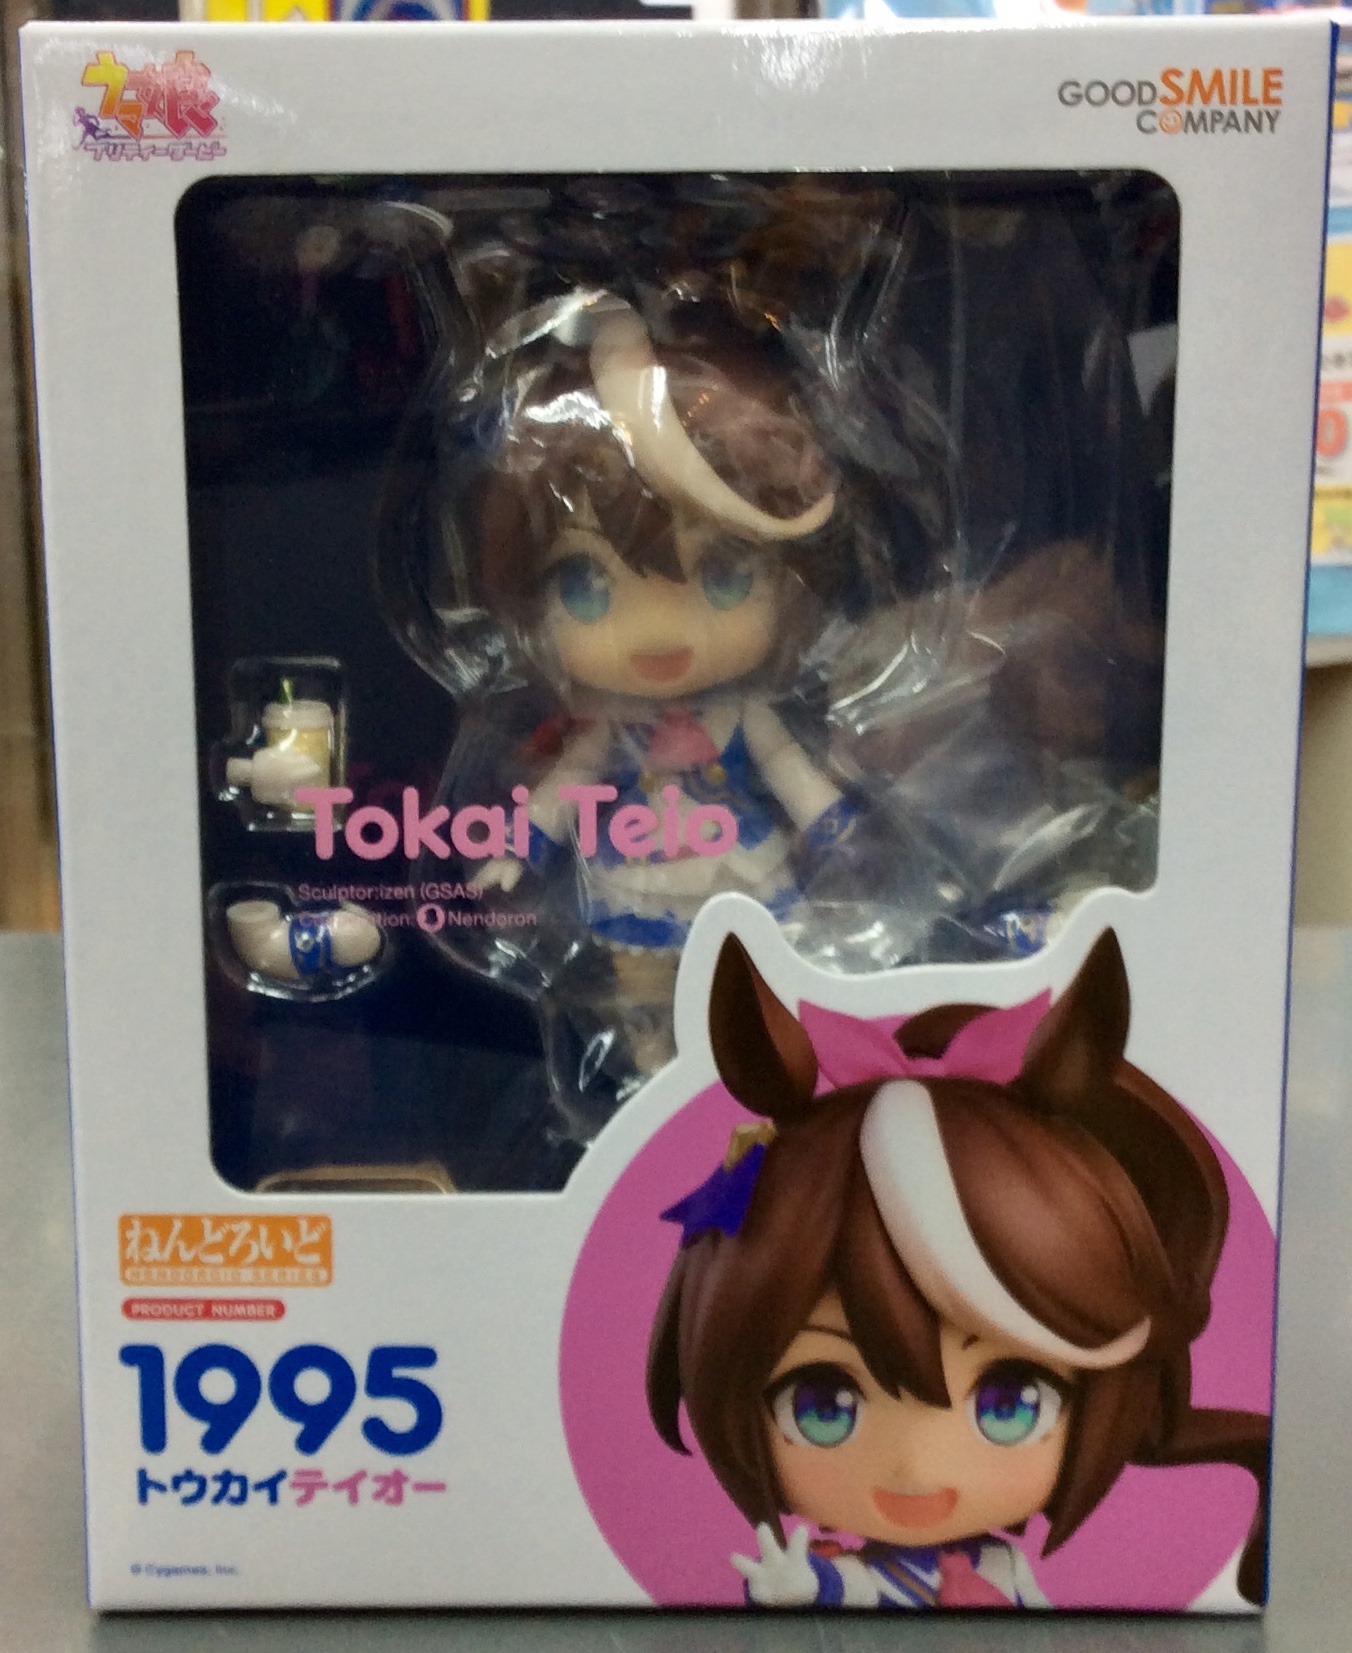 ウマ娘
プリティーダービー
GOOD SMILE
COMPANY
Tokai Teio
Sculptor:izen (GSAS)
Nendoron
ねんどろいど
NENDOROID SERIES
PRODUCT NUMBER
1995
トウカイテイオー
© Cygames, Inc.